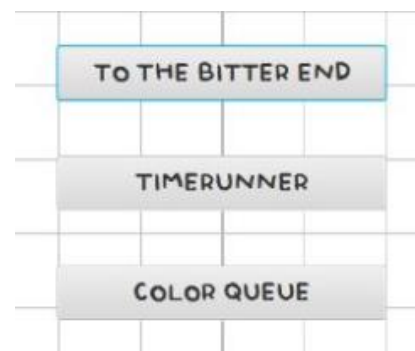 TO THE BITTER END
TIMERUNNER
COLOR QUEUE